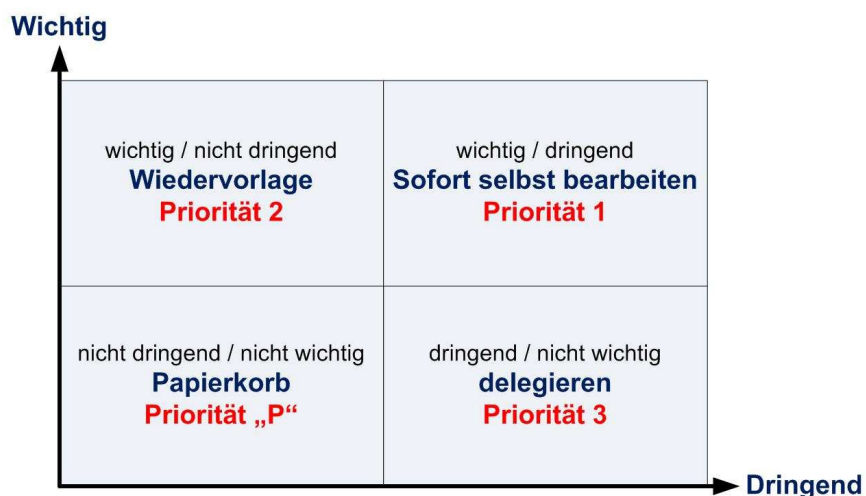 Wichtig
wichtig / nicht dringend
Wiedervorlage
Priorität 2
wichtig / dringend
Sofort selbst bearbeiten
Priorität 1
nicht dringend / nicht wichtig
Papierkorb
Priorität „P“
dringend / nicht wichtig
delegieren
Priorität 3
Dringend